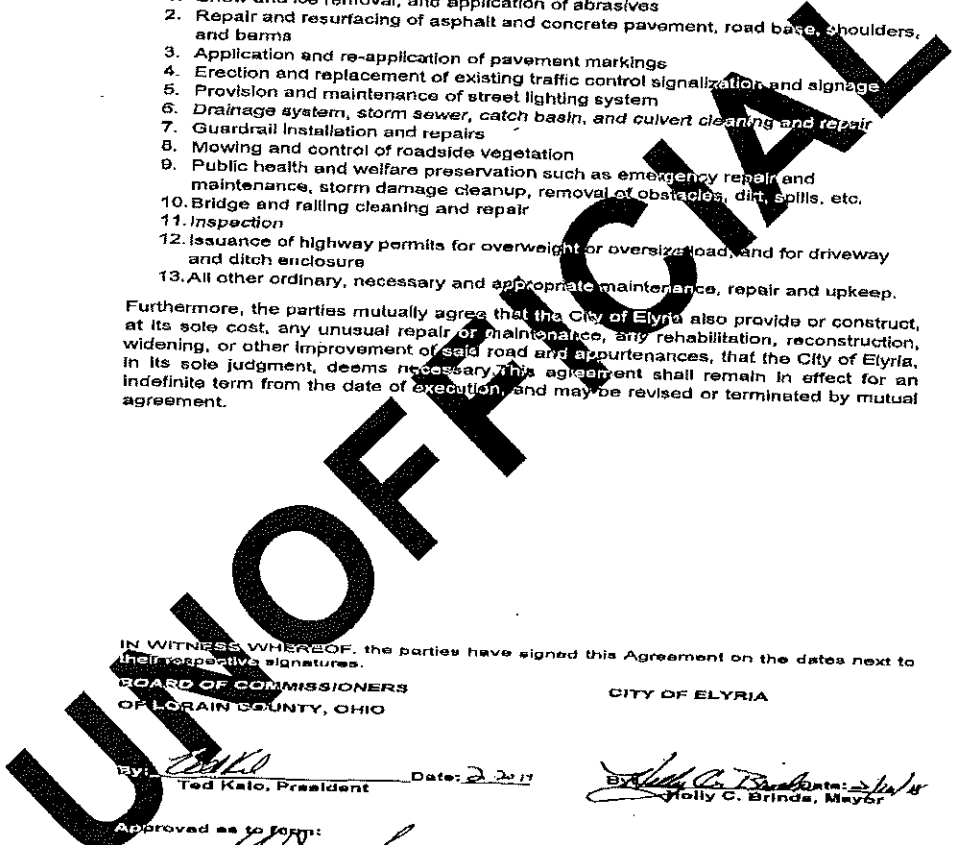 1. Snow and ice removal, and application of abrasives
2. Repair and resurfacing of asphalt and concrete pavement, road base, shoulders,
and berms
3. Application and re-application of pavement markings
4. Erection and replacement of existing traffic control signalization and signage
5. Provision and maintenance of street lighting system
6. Drainage system, storm sewer, catch basin, and culvert cleaning and repair
7. Guardrail installation and repairs
8. Mowing and control of roadside vegetation
9. Public health and welfare preservation such as emergency repair and
maintenance, storm damage cleanup, removal of obstacles, dirt, spills, etc.
10. Bridge and railing cleaning and repair
11. Inspection
12. Issuance of highway permits for overweight or oversize load, and for driveway
and ditch enclosure
13. All other ordinary, necessary and appropriate maintenance, repair and upkeep.
Furthermore, the parties mutually agree that the City of Elyria also provide or construct,
at its sole cost, any unusual repair or maintenance, any rehabilitation, reconstruction,
widening, or other improvement of said road and appurtenances, that the City of Elyria,
in its sole judgment, deems necessary. This agreement shall remain in effect for an
indefinite term from the date of execution, and may be revised or terminated by mutual
agreement.
UNOFFICIAL
IN WITNESS WHEREOF, the parties have signed this Agreement on the dates next to
their respective signatures.
BOARD OF COMMISSIONERS
OF LORAIN COUNTY, OHIO
CITY OF ELYRIA
By: Date:
Ted Kalo, President
By: Date:
Holly C. Brinda, Mayor
Approved as to form: